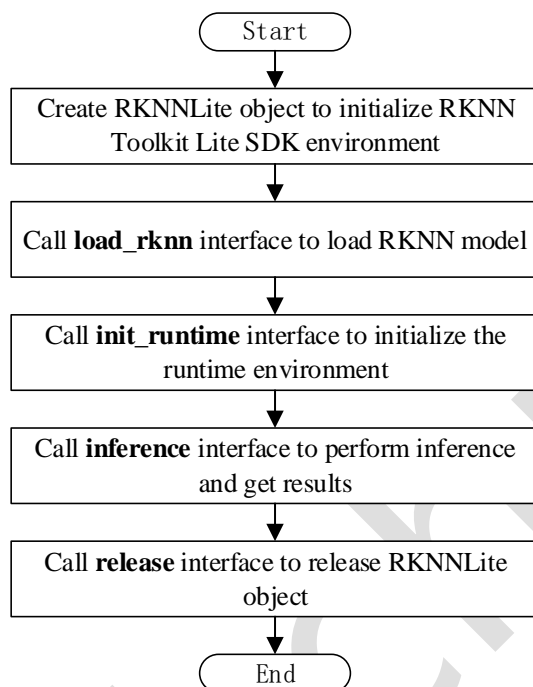 Start
Create RKNNLite object to initialize RKNN
Toolkit Lite SDK environment
Call load_rknn interface to load RKNN model
Call init_runtime interface to initialize the
runtime environment
Call inference interface to perform inference
and get results
Call release interface to release RKNNLite
object
End